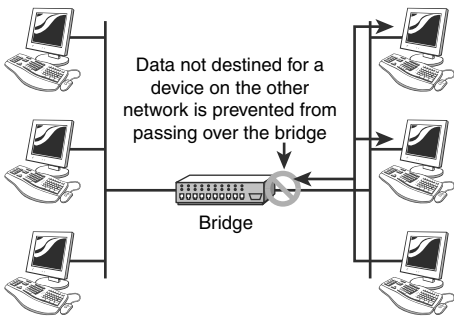 Data not destined for a
device on the other
network is prevented from
passing over the bridge
Bridge